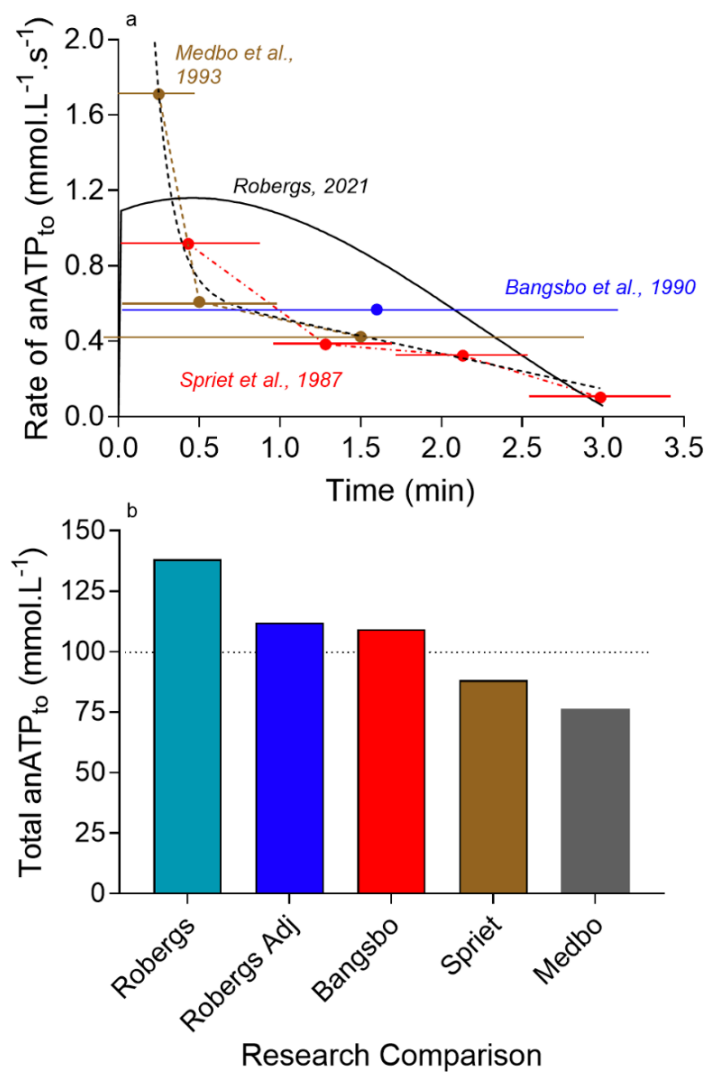 a
2.0
1.6
1.2
0.8
0.4
0.0
Rate of anATPto (mmol.L-1.s-1)
Medbo et al.,
1993
Robergs, 2021
Bangsbo et al., 1990
Spriet et al., 1987
0.0 0.5 1.0 1.5 2.0 2.5 3.0 3.5
Time (min)
b
150
125
100
75
50
25
0
Total anATPto (mmol.L-1)
Robergs
Robergs Adj
Bangsbo
Spriet
Medbo
Research Comparison